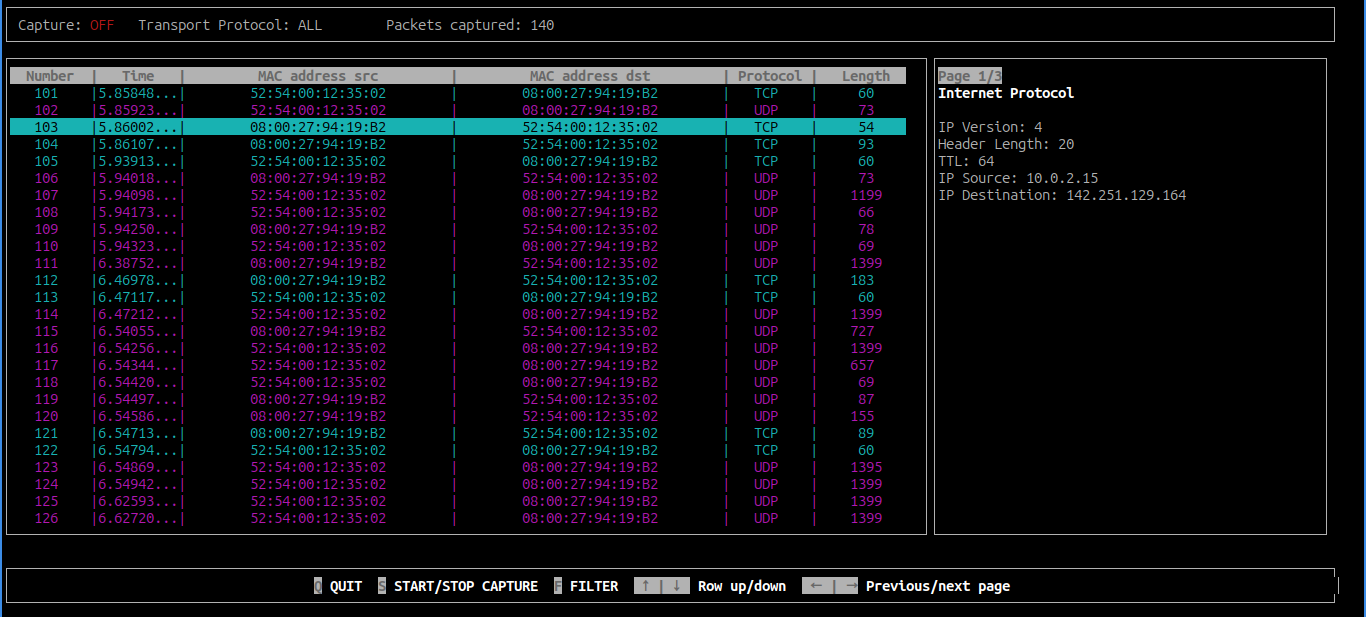 Capture: OFF Transport Protocol: ALL Packets captured: 140
Number | Time | MAC address src | MAC address dst | Protocol | Length
101 |5.85848...| 52:54:00:12:35:02 | 08:00:27:94:19:B2 | TCP | 60
102 |5.85923...| 52:54:00:12:35:02 | 08:00:27:94:19:B2 | UDP | 73
103 |5.86002...| 08:00:27:94:19:B2 | 52:54:00:12:35:02 | TCP | 54
104 |5.86107...| 08:00:27:94:19:B2 | 52:54:00:12:35:02 | TCP | 93
105 |5.93913...| 52:54:00:12:35:02 | 08:00:27:94:19:B2 | TCP | 60
106 |5.94018...| 08:00:27:94:19:B2 | 52:54:00:12:35:02 | UDP | 73
107 |5.94098...| 52:54:00:12:35:02 | 08:00:27:94:19:B2 | UDP | 1199
108 |5.94173...| 52:54:00:12:35:02 | 08:00:27:94:19:B2 | UDP | 66
109 |5.94250...| 08:00:27:94:19:B2 | 52:54:00:12:35:02 | UDP | 78
110 |5.94323...| 52:54:00:12:35:02 | 08:00:27:94:19:B2 | UDP | 69
111 |6.38752...| 08:00:27:94:19:B2 | 52:54:00:12:35:02 | UDP | 1399
112 |6.46978...| 08:00:27:94:19:B2 | 52:54:00:12:35:02 | TCP | 183
113 |6.47117...| 52:54:00:12:35:02 | 08:00:27:94:19:B2 | TCP | 60
114 |6.47212...| 52:54:00:12:35:02 | 08:00:27:94:19:B2 | UDP | 1399
115 |6.54055...| 08:00:27:94:19:B2 | 52:54:00:12:35:02 | UDP | 727
116 |6.54256...| 52:54:00:12:35:02 | 08:00:27:94:19:B2 | UDP | 1399
117 |6.54344...| 52:54:00:12:35:02 | 08:00:27:94:19:B2 | UDP | 657
118 |6.54420...| 52:54:00:12:35:02 | 08:00:27:94:19:B2 | UDP | 69
119 |6.54497...| 08:00:27:94:19:B2 | 52:54:00:12:35:02 | UDP | 87
120 |6.54586...| 08:00:27:94:19:B2 | 52:54:00:12:35:02 | UDP | 155
121 |6.54713...| 08:00:27:94:19:B2 | 52:54:00:12:35:02 | TCP | 89
122 |6.54794...| 52:54:00:12:35:02 | 08:00:27:94:19:B2 | TCP | 60
123 |6.54869...| 52:54:00:12:35:02 | 08:00:27:94:19:B2 | UDP | 1395
124 |6.54942...| 52:54:00:12:35:02 | 08:00:27:94:19:B2 | UDP | 1399
125 |6.62593...| 52:54:00:12:35:02 | 08:00:27:94:19:B2 | UDP | 1399
126 |6.62720...| 52:54:00:12:35:02 | 08:00:27:94:19:B2 | UDP | 1399
Page 1/3
Internet Protocol
IP Version: 4
Header Length: 20
TTL: 64
IP Source: 10.0.2.15
IP Destination: 142.251.129.164
Q QUIT S START/STOP CAPTURE F FILTER ↑ | ↓ Row up/down ← | → Previous/next page